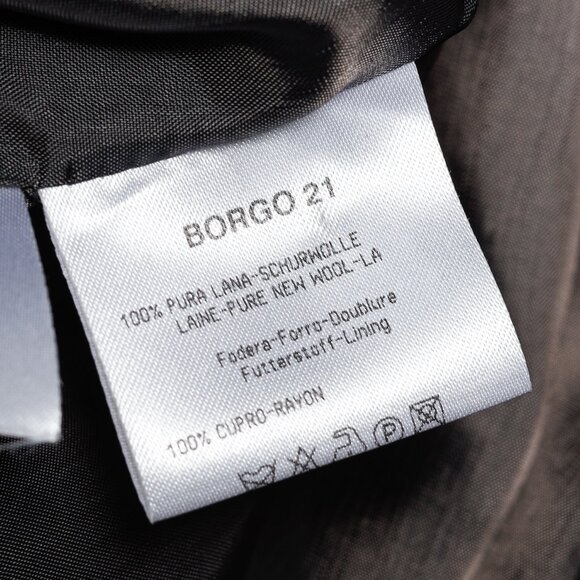 BORGO 21
100% PURA LANA-SCHURWOLLE
LAINE-PURE NEW WOOL-LA
Fodera-Forro-Doublure
Futterstoff-Lining
100% CUPRO-RAYON
P